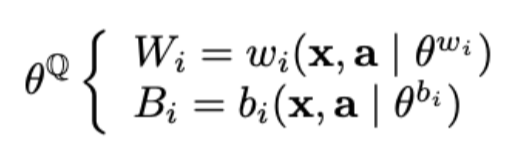 θ^ℚ { W_i = w_i(𝐱, 𝐚 | θ^{w_i})
B_i = b_i(𝐱, 𝐚 | θ^{b_i})